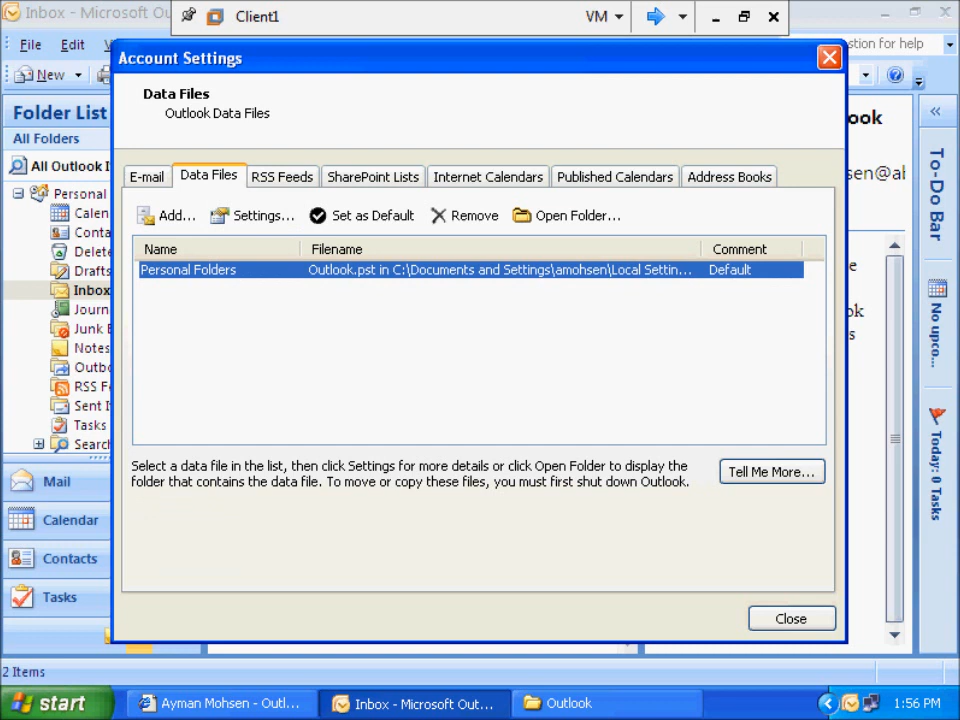 Inbox - Microsoft Ou
Client1
VM
File Edit
stion for help
New
Account Settings
Folder List
All Folders
All Outlook I
Personal
Calen
Conta
Delete
Drafts
Inbox
Journ
Junk E
Notes
Outbo
RSS F
Sent I
Tasks
Search
Mail
Calendar
Contacts
Tasks
Data Files
Outlook Data Files
E-mail Data Files RSS Feeds SharePoint Lists Internet Calendars Published Calendars Address Books
Add... Settings... Set as Default Remove Open Folder...
Name Filename Comment
Personal Folders Outlook.pst in C:\Documents and Settings\amohsen\Local Settin... Default
Select a data file in the list, then click Settings for more details or click Open Folder to display the
folder that contains the data file. To move or copy these files, you must first shut down Outlook.
Tell Me More...
Close
ook
sen@al
e
ok
s
To-Do Bar
No upco...
Today: 0 Tasks
2 Items
start Ayman Mohsen - Outl... Inbox - Microsoft Out... Outlook 1:56 PM